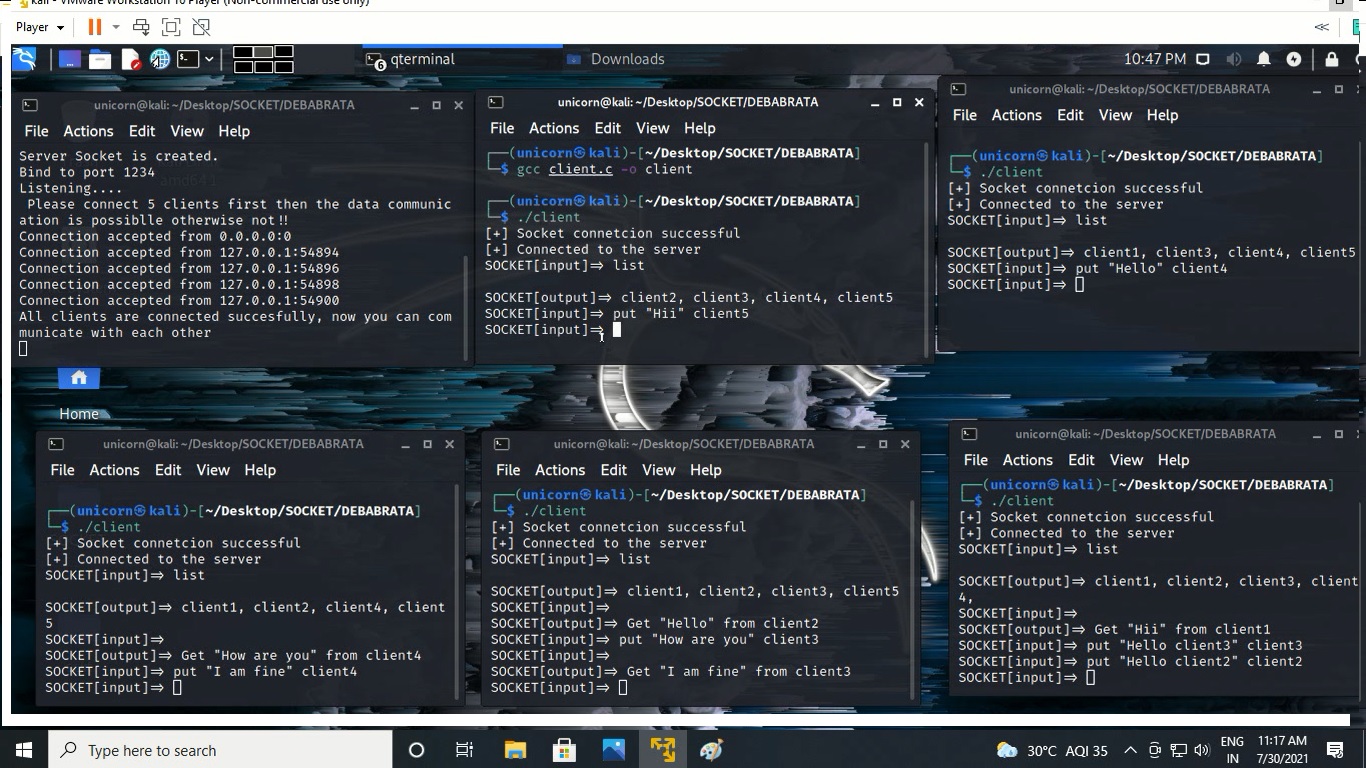 kali - VMware Workstation 16 Player (Non-commercial use only)
Player
qterminal
Downloads
10:47 PM
unicorn@kali: ~/Desktop/SOCKET/DEBABRATA
File Actions Edit View Help
Server Socket is created.
Bind to port 1234
Listening....
 Please connect 5 clients first then the data communic
ation is possiblle otherwise not!!
Connection accepted from 0.0.0.0:0
Connection accepted from 127.0.0.1:54894
Connection accepted from 127.0.0.1:54896
Connection accepted from 127.0.0.1:54898
Connection accepted from 127.0.0.1:54900
All clients are connected succesfully, now you can com
municate with each other
unicorn@kali: ~/Desktop/SOCKET/DEBABRATA
File Actions Edit View Help
┌──(unicorn㉿kali)-[~/Desktop/SOCKET/DEBABRATA]
└─$ gcc client.c -o client
┌──(unicorn㉿kali)-[~/Desktop/SOCKET/DEBABRATA]
└─$ ./client
[+] Socket connetcion successful
[+] Connected to the server
SOCKET[input]=> list
SOCKET[output]=> client2, client3, client4, client5
SOCKET[input]=> put "Hii" client5
SOCKET[input]=>
unicorn@kali: ~/Desktop/SOCKET/DEBABRATA
File Actions Edit View Help
┌──(unicorn㉿kali)-[~/Desktop/SOCKET/DEBABRATA]
└─$ ./client
[+] Socket connetcion successful
[+] Connected to the server
SOCKET[input]=> list
SOCKET[output]=> client1, client3, client4, client5
SOCKET[input]=> put "Hello" client4
SOCKET[input]=>
Home
unicorn@kali: ~/Desktop/SOCKET/DEBABRATA
File Actions Edit View Help
┌──(unicorn㉿kali)-[~/Desktop/SOCKET/DEBABRATA]
└─$ ./client
[+] Socket connetcion successful
[+] Connected to the server
SOCKET[input]=> list
SOCKET[output]=> client1, client2, client4, client
5
SOCKET[input]=>
SOCKET[output]=> Get "How are you" from client4
SOCKET[input]=> put "I am fine" client4
SOCKET[input]=>
unicorn@kali: ~/Desktop/SOCKET/DEBABRATA
File Actions Edit View Help
┌──(unicorn㉿kali)-[~/Desktop/SOCKET/DEBABRATA]
└─$ ./client
[+] Socket connetcion successful
[+] Connected to the server
SOCKET[input]=> list
SOCKET[output]=> client1, client2, client3, client5
SOCKET[input]=>
SOCKET[output]=> Get "Hello" from client2
SOCKET[input]=> put "How are you" client3
SOCKET[input]=>
SOCKET[output]=> Get "I am fine" from client3
SOCKET[input]=>
unicorn@kali: ~/Desktop/SOCKET/DEBABRATA
File Actions Edit View Help
┌──(unicorn㉿kali)-[~/Desktop/SOCKET/DEBABRATA]
└─$ ./client
[+] Socket connetcion successful
[+] Connected to the server
SOCKET[input]=> list
SOCKET[output]=> client1, client2, client3, client
4,
SOCKET[input]=>
SOCKET[output]=> Get "Hii" from client1
SOCKET[input]=> put "Hello client3" client3
SOCKET[input]=> put "Hello client2" client2
SOCKET[input]=>
Type here to search
30°C AQI 35
ENG
IN
11:17 AM
7/30/2021